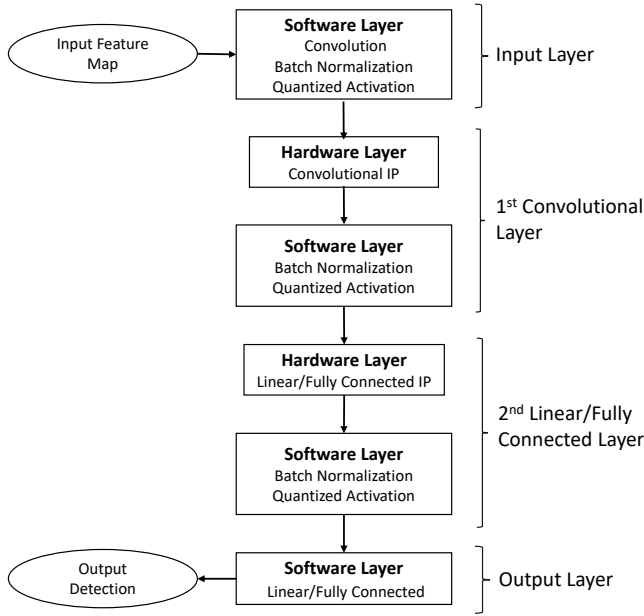 Input Feature
Map
Software Layer
Convolution
Batch Normalization
Quantized Activation
Input Layer
Hardware Layer
Convolutional IP
Software Layer
Batch Normalization
Quantized Activation
1st Convolutional
Layer
Hardware Layer
Linear/Fully Connected IP
Software Layer
Batch Normalization
Quantized Activation
2nd Linear/Fully
Connected Layer
Output
Detection
Software Layer
Linear/Fully Connected
Output Layer